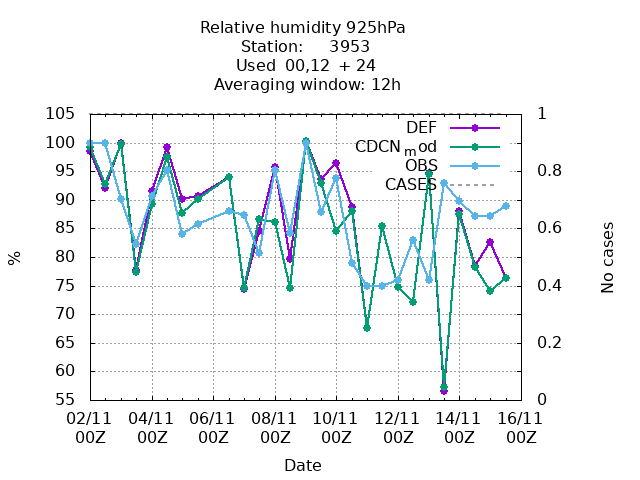 Relative humidity 925hPa
Station: 3953
Used 00,12 + 24
Averaging window: 12h
105
100
95
90
85
80
75
70
65
60
55
%
1
0.8
0.6
0.4
0.2
0
No cases
DEF
CDCN mod
OBS
CASES
02/11 04/11 06/11 08/11 10/11 12/11 14/11 16/11
00Z 00Z 00Z 00Z 00Z 00Z 00Z 00Z
Date